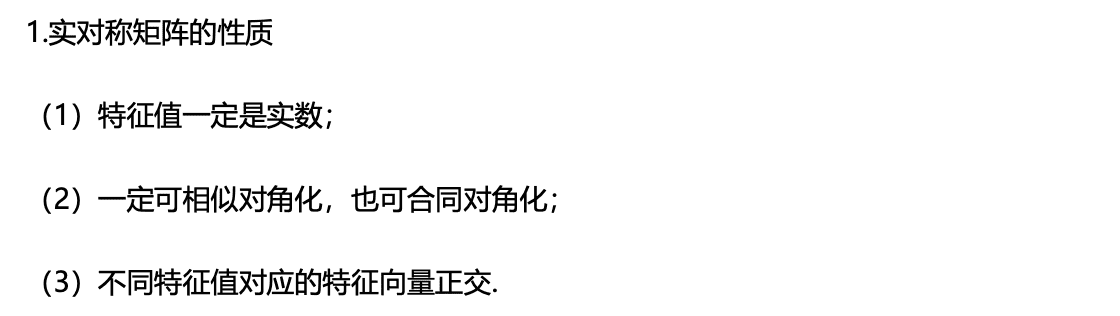 1.实对称矩阵的性质
（1）特征值一定是实数；
（2）一定可相似对角化，也可合同对角化；
（3）不同特征值对应的特征向量正交.